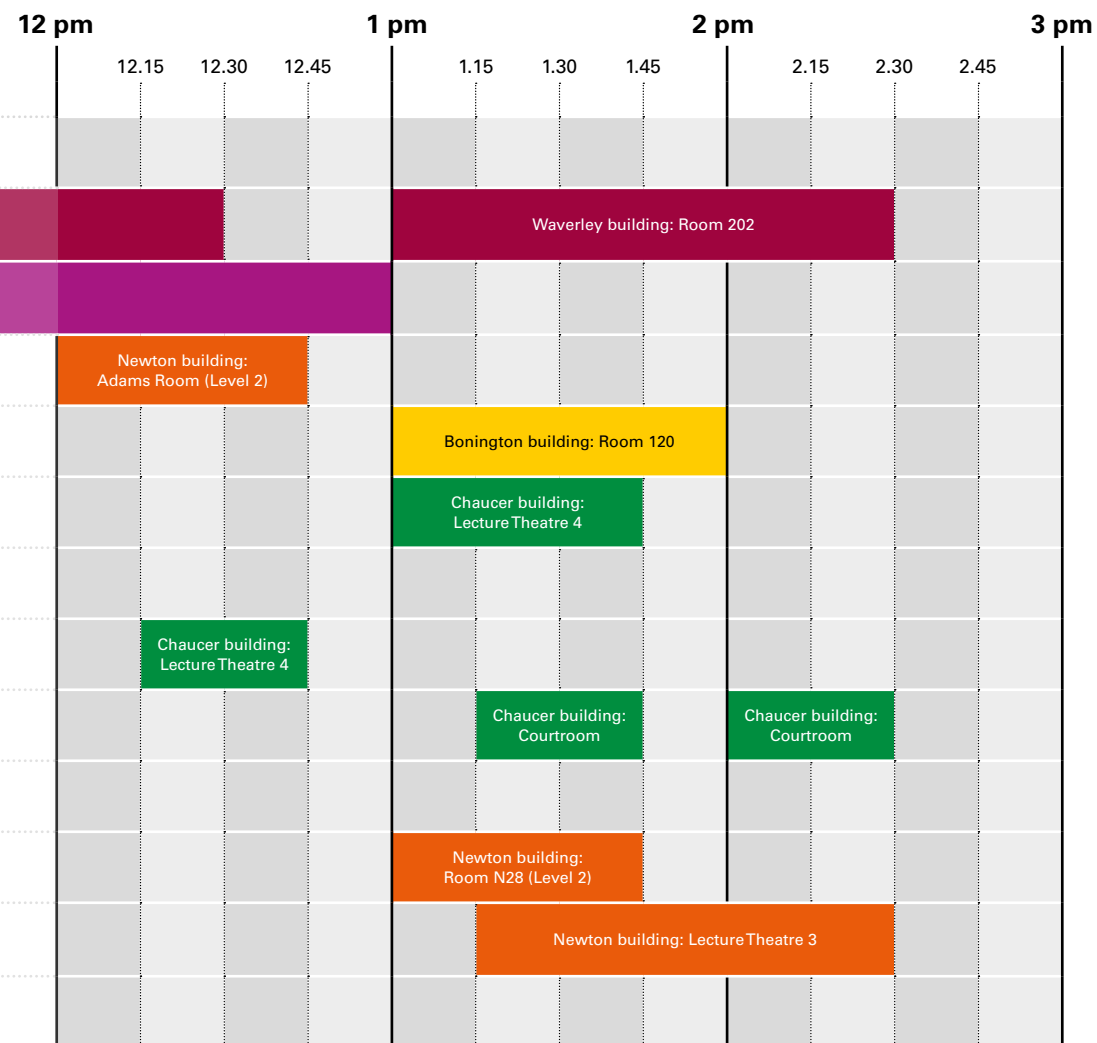 12 pm 1 pm 2 pm 3 pm
12.15 12.30 12.45 1.15 1.30 1.45 2.15 2.30 2.45
Waverley building: Room 202
Newton building:
Adams Room (Level 2)
Bonington building: Room 120
Chaucer building:
Lecture Theatre 4
Chaucer building:
Lecture Theatre 4
Chaucer building:
Courtroom
Chaucer building:
Courtroom
Newton building:
Room N28 (Level 2)
Newton building: Lecture Theatre 3